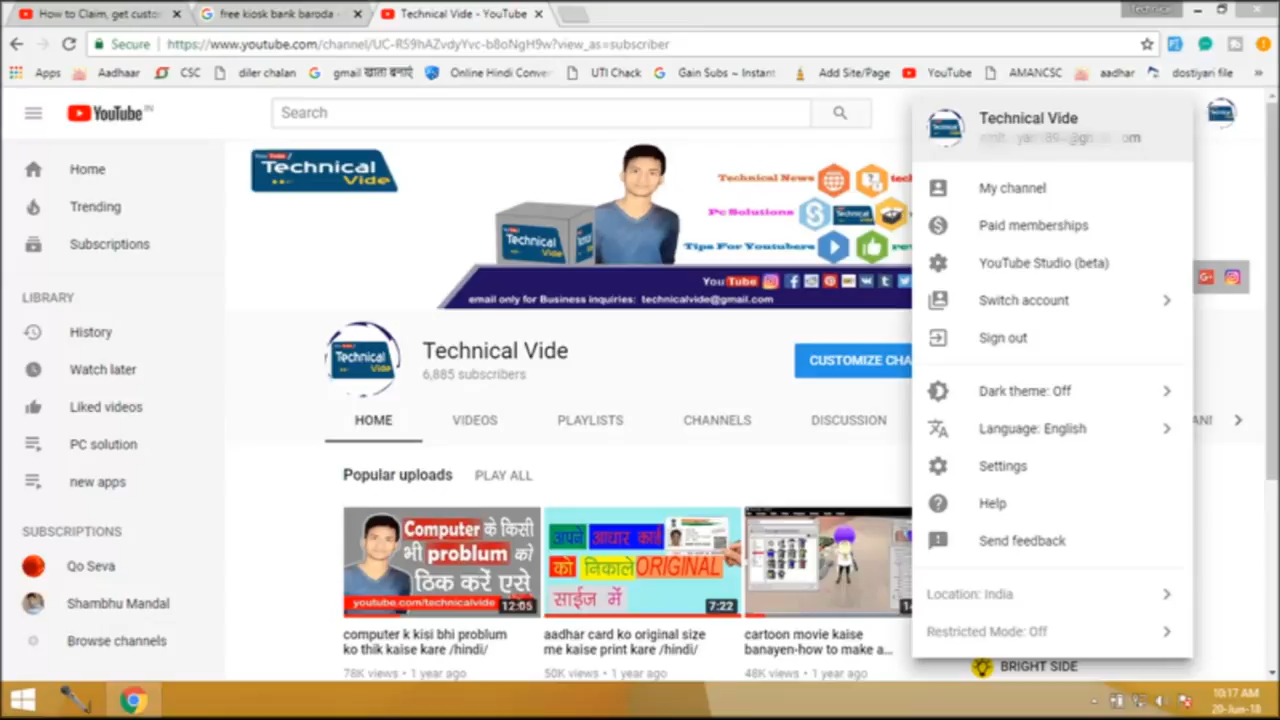 How to Claim, get custo
free kiosk bank baroda -
Technical Vide - YouTube
Technical
Secure
https://www.youtube.com/channel/UC-R59hAZvdyYvc-b8oNgH9w?view_as=subscriber
Apps
Aadhaar
CSC
diler chalan
gmail खाता बनाएं
Online Hindi Conver
UTI Chack
Gain Subs ~ Instant
Add Site/Page
YouTube
AMANCSC
aadhar
dostiyari file
»
YouTube IN
Search
Home
Trending
Subscriptions
LIBRARY
History
Watch later
Liked videos
PC solution
new apps
SUBSCRIPTIONS
Qo Seva
Shambhu Mandal
Browse channels
You Tube
Technical
Vide
Technical
Technical News
Pc Solutions
Technical
Tips For Youtubers
YouTube
email only for Business inquiries: technicalvide@gmail.com
Technical
Technical Vide
6,885 subscribers
CUSTOMIZE CHA
HOME
VIDEOS
PLAYLISTS
CHANNELS
DISCUSSION
Popular uploads
PLAY ALL
Computer के किसी
भी problum को
ठिक करें एसे
youtube.com/technicalvide
12:05
computer k kisi bhi problum
ko thik kaise kare /hindi/
78K views • 1 year ago
अपने आधार कार्ड
को निकाले ORIGINAL
साईज में
7:22
aadhar card ko original size
me kaise print kare /hindi/
50K views • 1 year ago
cartoon movie kaise
banayen-how to make a...
48K views • 1 year ago
Technical Vide
My channel
Paid memberships
YouTube Studio (beta)
Switch account
Sign out
Dark theme: Off
Language: English
Settings
Help
Send feedback
Location: India
Restricted Mode: Off
BRIGHT SIDE
10:17 AM
20-Jun-18